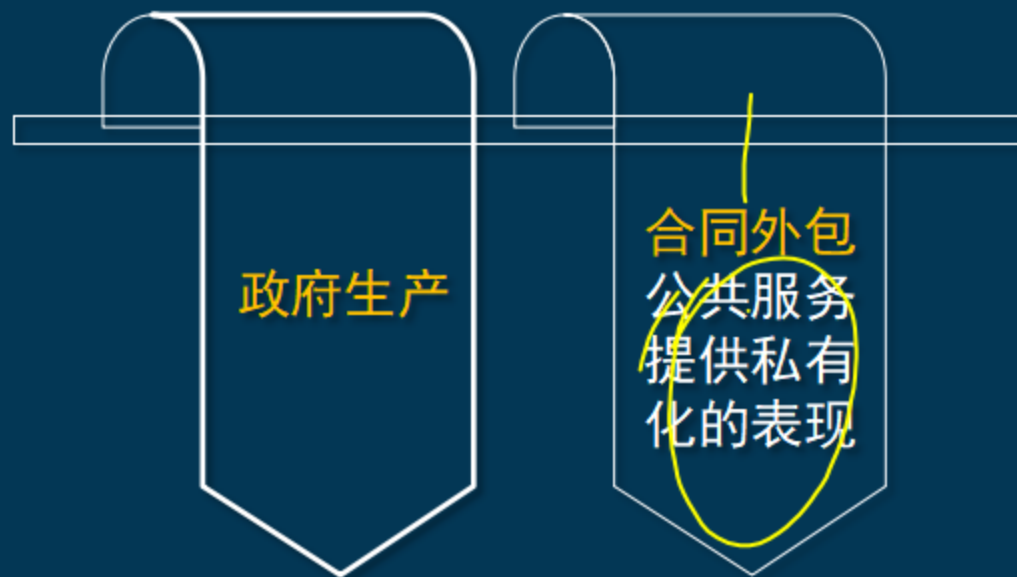 政府生产
合同外包
公共服务
提供私有
化的表现